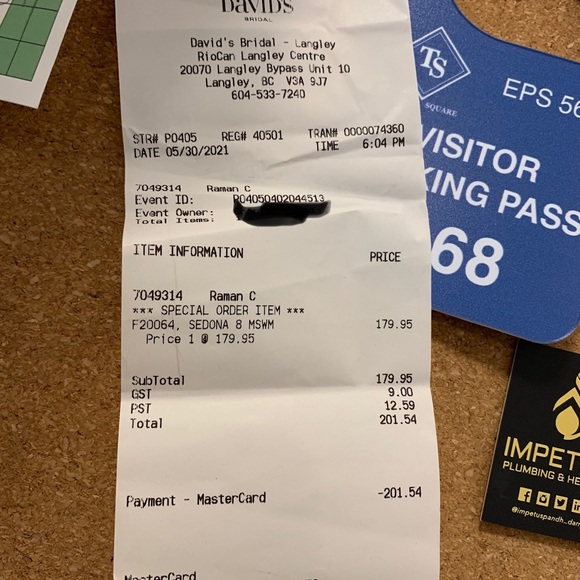 DAVID'S
BRIDAL
David's Bridal - Langley
RioCan Langley Centre
20070 Langley Bypass Unit 10
Langley, BC V3A 9J7
604-533-7240
STR# P0405 REG# 40501 TRAN# 0000074360
DATE 05/30/2021 TIME 6:04 PM
7049314 Raman C
Event ID: P04050402044513
Event Owner:
Total Items:
ITEM INFORMATION PRICE
7049314 Raman C
*** SPECIAL ORDER ITEM ***
F20064, SEDONA 8 MSWM 179.95
Price 1 @ 179.95
SubTotal 179.95
GST 9.00
PST 12.59
Total 201.54
Payment - MasterCard -201.54
MasterCard
TS
SQUARE
EPS 56
VISITOR
KING PASS
68
IMPET
PLUMBING & HE
@impetuspandh_dan